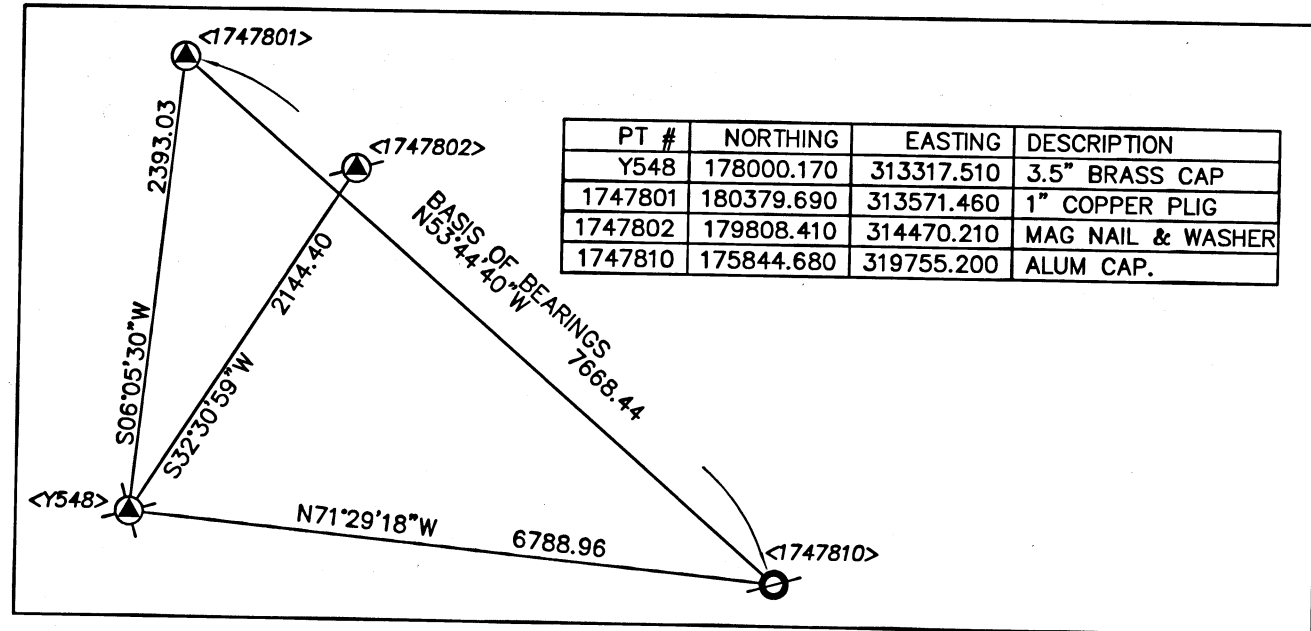 <1747801>
2393.03
<1747802>
PT # NORTHING EASTING DESCRIPTION
Y548 178000.170 313317.510 3.5" BRASS CAP
1747801 180379.690 313571.460 1" COPPER PLIG
1747802 179808.410 314470.210 MAG NAIL & WASHER
1747810 175844.680 319755.200 ALUM CAP.
BASIS OF BEARINGS
N53°44'40"W
7668.44
2144.40
S06°05'30"W
S32°30'59"W
<Y548>
N71°29'18"W
6788.96
<1747810>